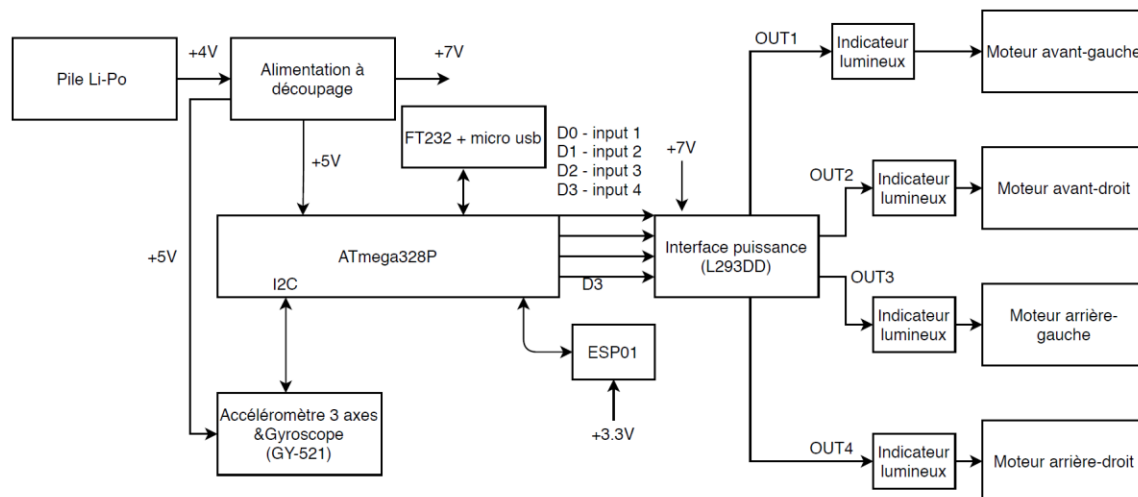 Pile Li-Po
+4V
Alimentation à
découpage
+7V
+5V
+5V
FT232 + micro usb
D0 - input 1
D1 - input 2
D2 - input 3
D3 - input 4
+7V
ATmega328P
I2C
D3
Interface puissance
(L293DD)
ESP01
+3.3V
Accéléromètre 3 axes
&Gyroscope
(GY-521)
OUT1
Indicateur
lumineux
Moteur avant-gauche
OUT2
Indicateur
lumineux
Moteur avant-droit
OUT3
Indicateur
lumineux
Moteur arrière-
gauche
OUT4
Indicateur
lumineux
Moteur arrière-droit